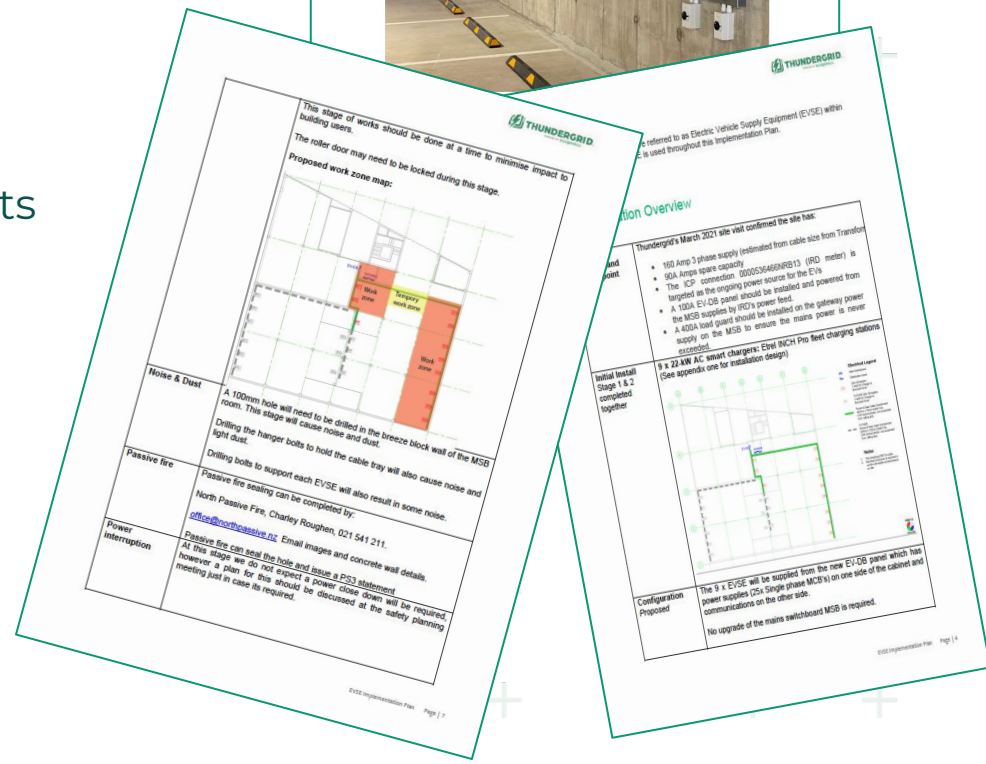 ts
THUNDERGRID
This stage of works should be done at a time to minimise impact to
building users.
The roller door may need to be locked during this stage.
Proposed work zone map:
Work
zone
Tempory
work zone
Work
zone
Noise & Dust
A 100mm hole will need to be drilled in the breeze block wall of the MSB
room. This stage will cause noise and dust.
Drilling the hanger bolts to hold the cable tray will also cause noise and
light dust.
Drilling bolts to support each EVSE will also result in some noise.
Passive fire
Passive fire sealing can be completed by:
North Passive Fire, Charley Roughen, 021 541 211.
office@northpassive.nz Email images and concrete wall details.
Passive fire can seal the hole and issue a PS3 statement
Power
interruption
At this stage we do not expect a power close down will be required,
however a plan for this should be discussed at the safety planning
meeting just in case its required.
EVSE Implementation Plan Page | 7
THUNDERGRID
e referred to as Electric Vehicle Supply Equipment (EVSE) within
E is used throughout this Implementation Plan.
tion Overview
and
point
Thundergrid's March 2021 site visit confirmed the site has:
• 160 Amp 3 phase supply (estimated from cable size from Transfor
• 90A Amps spare capacity
• The ICP connection 0000536466NRB13 (IRD meter) is
targeted as the ongoing power source for the EVs
• A 100A EV-DB panel should be installed and powered from
the MSB supplies by IRD's power feed.
• A 400A load guard should be installed on the gateway power
supply on the MSB to ensure the mains power is never
exceeded.
Initial Install
Stage 1 & 2
completed
together
9 x 22-kW AC smart chargers: Etrel INCH Pro fleet charging stations
(See appendix one for installation design)
Electrical Legend
Notes
Configuration
Proposed
The 9 x EVSE will be supplied from the new EV-DB panel which has
power supplies (25x Single phase MCB's) on one side of the cabinet and
communications on the other side.
No upgrade of the mains switchboard MSB is required.
EVSE Implementation Plan Page | 4